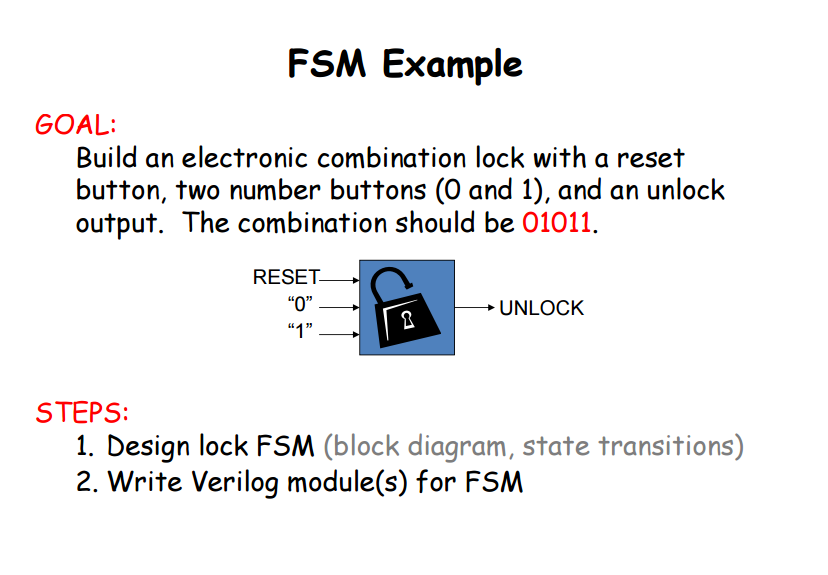 FSM Example
GOAL:
Build an electronic combination lock with a reset
button, two number buttons (0 and 1), and an unlock
output. The combination should be 01011.
RESET
“0”
“1”
UNLOCK
STEPS:
1. Design lock FSM (block diagram, state transitions)
2. Write Verilog module(s) for FSM